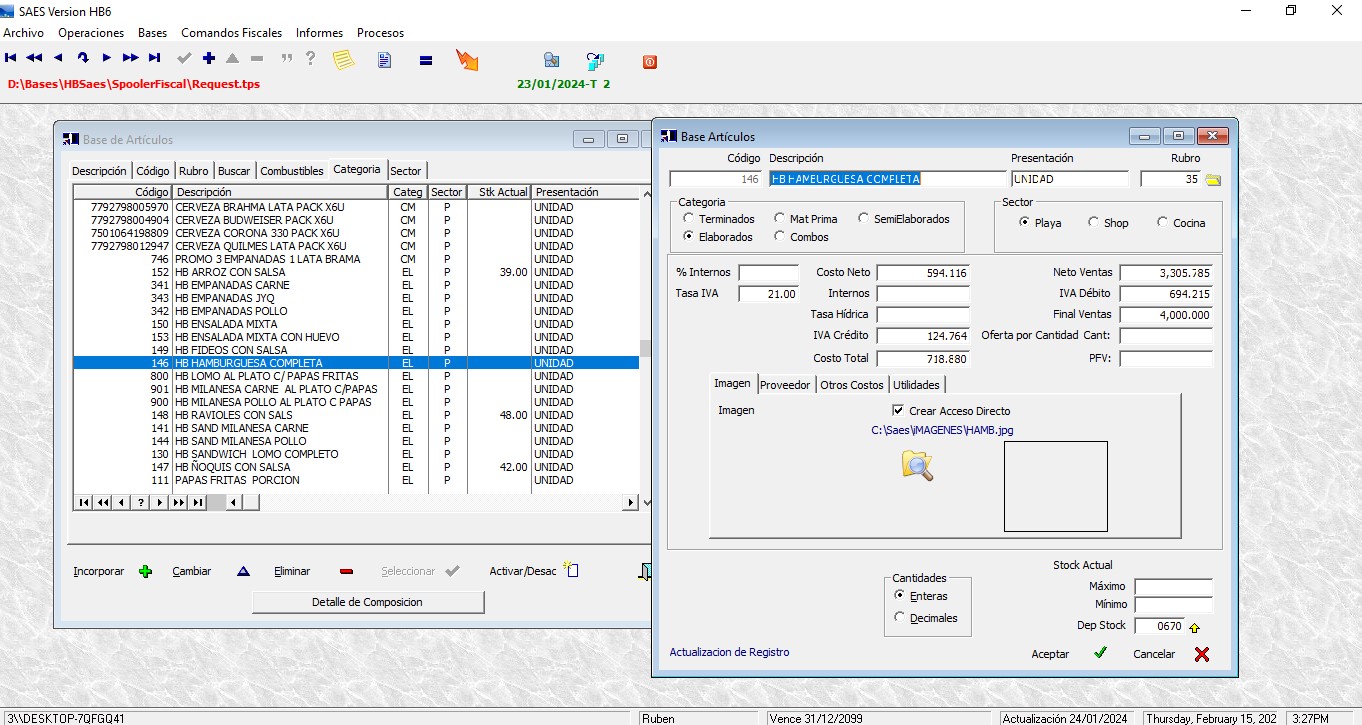 SAES Version HB6
Archivo Operaciones Bases Comandos Fiscales Informes Procesos
D:\Bases\HBSaes\SpoolerFiscal\Request.tps
23/01/2024-T 2
Base de Artículos
Descripción Código Rubro Buscar Combustibles Categoria Sector
Código Descripción Categ Sector Stk Actual Presentación
7792798005970 CERVEZA BRAHMA LATA PACK X6U CM P UNIDAD
7792798004904 CERVEZA BUDWEISER PACK X6U CM P UNIDAD
7501064198809 CERVEZA CORONA 330 PACK X6U CM P UNIDAD
7792798012947 CERVEZA QUILMES LATA PACK X6U CM P UNIDAD
746 PROMO 3 EMPANADAS 1 LATA BRAMA CM P UNIDAD
152 HB ARROZ CON SALSA EL P 39.00 UNIDAD
341 HB EMPANADAS CARNE EL P UNIDAD
343 HB EMPANADAS JYQ EL P UNIDAD
342 HB EMPANADAS POLLO EL P UNIDAD
150 HB ENSALADA MIXTA EL P UNIDAD
153 HB ENSALADA MIXTA CON HUEVO EL P UNIDAD
149 HB FIDEOS CON SALSA EL P UNIDAD
146 HB HAMBURGUESA COMPLETA EL P UNIDAD
800 HB LOMO AL PLATO C/ PAPAS FRITAS EL P UNIDAD
901 HB MILANESA CARNE AL PLATO C/PAPAS EL P UNIDAD
900 HB MILANESA POLLO AL PLATO C PAPAS EL P UNIDAD
148 HB RAVIOLES CON SALS EL P 48.00 UNIDAD
141 HB SAND MILANESA CARNE EL P UNIDAD
144 HB SAND MILANESA POLLO EL P UNIDAD
130 HB SANDWICH LOMO COMPLETO EL P UNIDAD
147 HB ÑOQUIS CON SALSA EL P 42.00 UNIDAD
111 PAPAS FRITAS PORCION EL P UNIDAD
Incorporar Cambiar Eliminar Seleccionar Activar/Desac
Detalle de Composicion
Base Artículos
Código Descripción Presentación Rubro
146 HB HAMBURGUESA COMPLETA UNIDAD 35
Categoria Sector
Terminados Mat Prima SemiElaborados Playa Shop Cocina
Elaborados Combos
% Internos Costo Neto 594.116 Neto Ventas 3,305.785
Tasa IVA 21.00 Internos IVA Débito 694.215
Tasa Hídrica Final Ventas 4,000.000
IVA Crédito 124.764 Oferta por Cantidad Cant:
Costo Total 718.880 PFV:
Imagen Proveedor Otros Costos Utilidades
Imagen Crear Acceso Directo
C:\Saes\IMAGENES\HAMB.jpg
Stock Actual
Cantidades Máximo
Enteras Mínimo
Decimales Dep Stock 0670
Actualizacion de Registro Aceptar Cancelar
3\\DESKTOP-7QFGQ41 Ruben Vence 31/12/2099 Actualización 24/01/2024 Thursday, February 15, 202 3:27PM